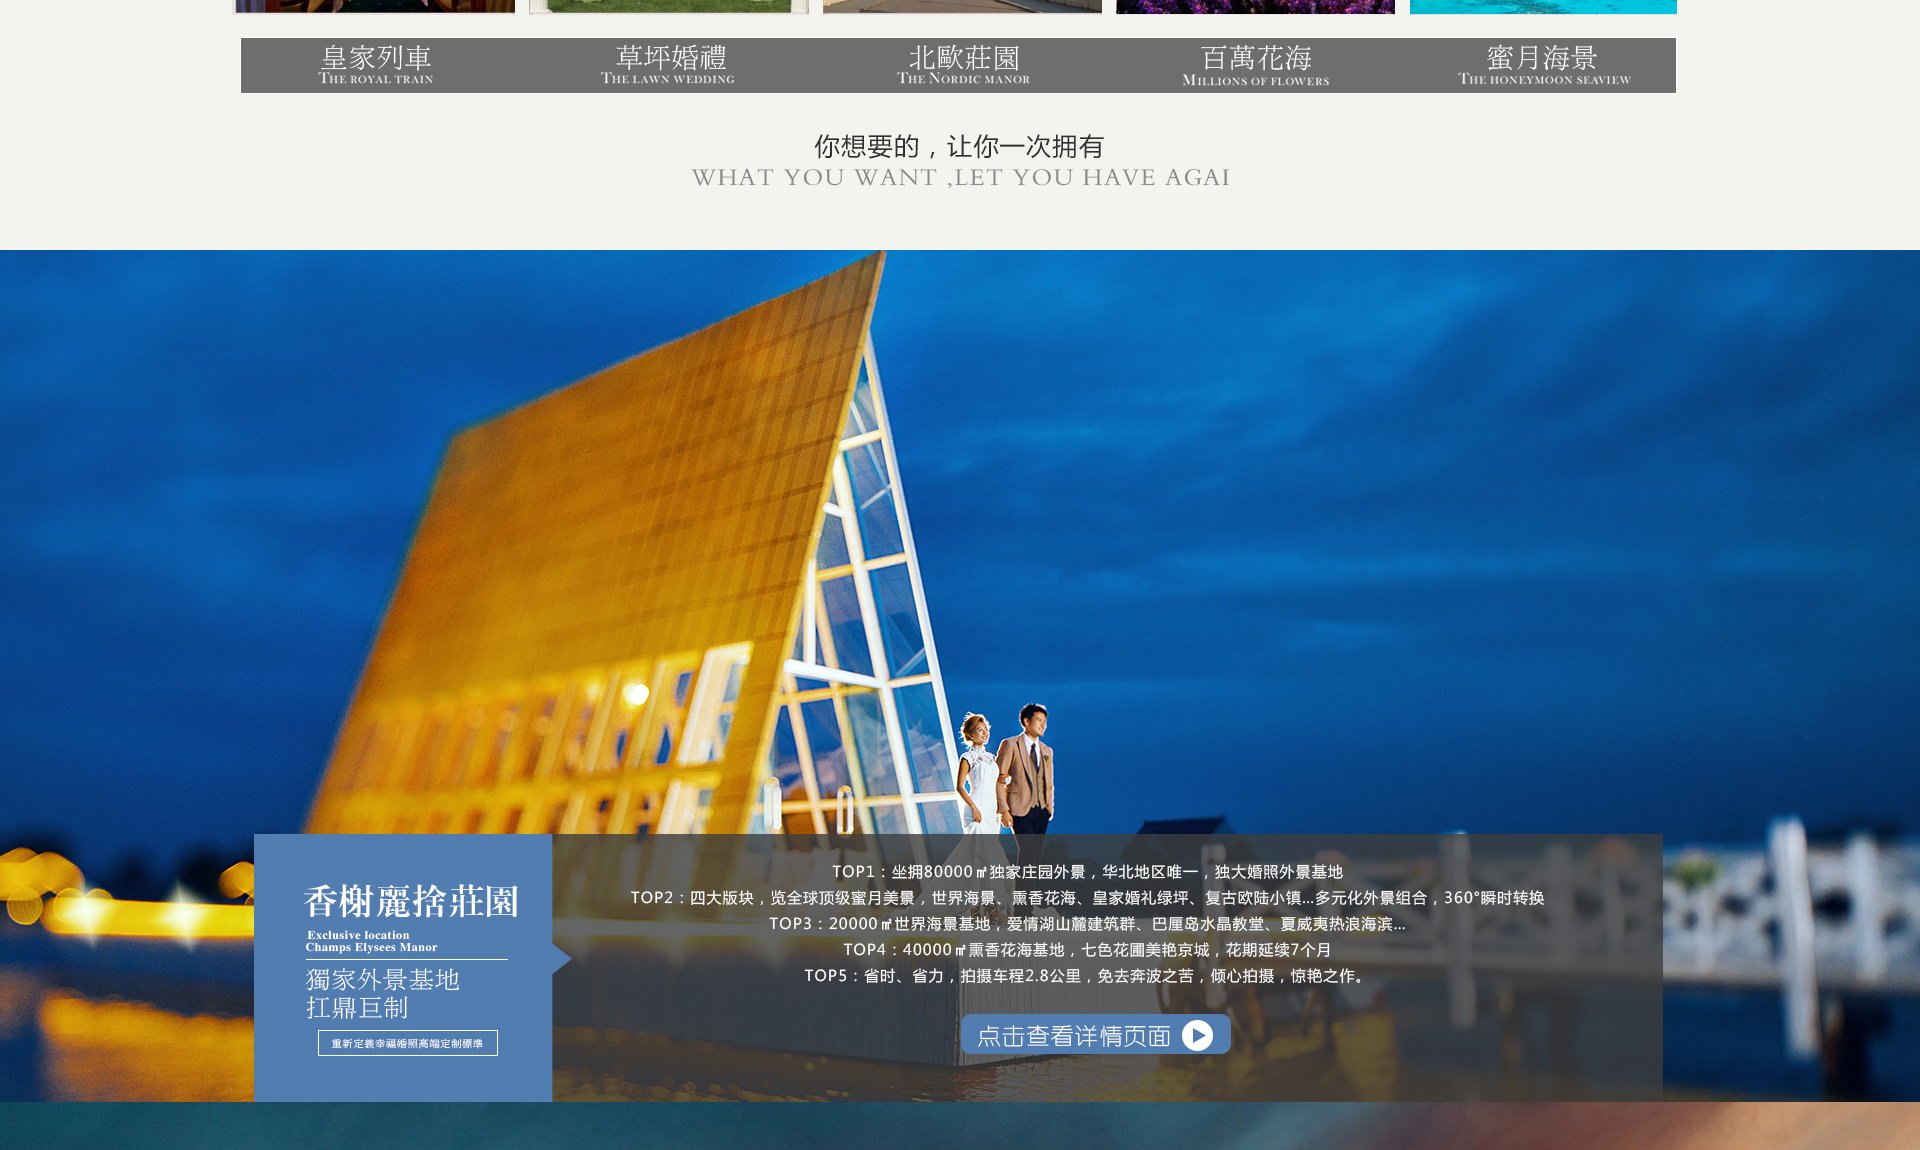 皇家列車 草坪婚禮 北歐莊園 百萬花海 蜜月海景
THE ROYAL TRAIN THE LAWN WEDDING THE NORDIC MANOR MILLIONS OF FLOWERS THE HONEYMOON SEAVIEW
你想要的，让你一次拥有
WHAT YOU WANT ,LET YOU HAVE AGAI
香榭麗捨莊園
Exclusive location
Champs Elysees Manor
獨家外景基地
扛鼎巨制
重新定義幸福婚照高端定制標準
TOP1：坐拥80000㎡独家庄园外景，华北地区唯一，独大婚照外景基地
TOP2：四大版块，览全球顶级蜜月美景，世界海景、熏香花海、皇家婚礼绿坪、复古欧陆小镇...多元化外景组合，360°瞬时转换
TOP3：20000㎡世界海景基地，爱情湖山麓建筑群、巴厘岛水晶教堂、夏威夷热浪海滨...
TOP4：40000㎡熏香花海基地，七色花圃美艳京城，花期延续7个月
TOP5：省时、省力，拍摄车程2.8公里，免去奔波之苦，倾心拍摄，惊艳之作。
点击查看详情页面